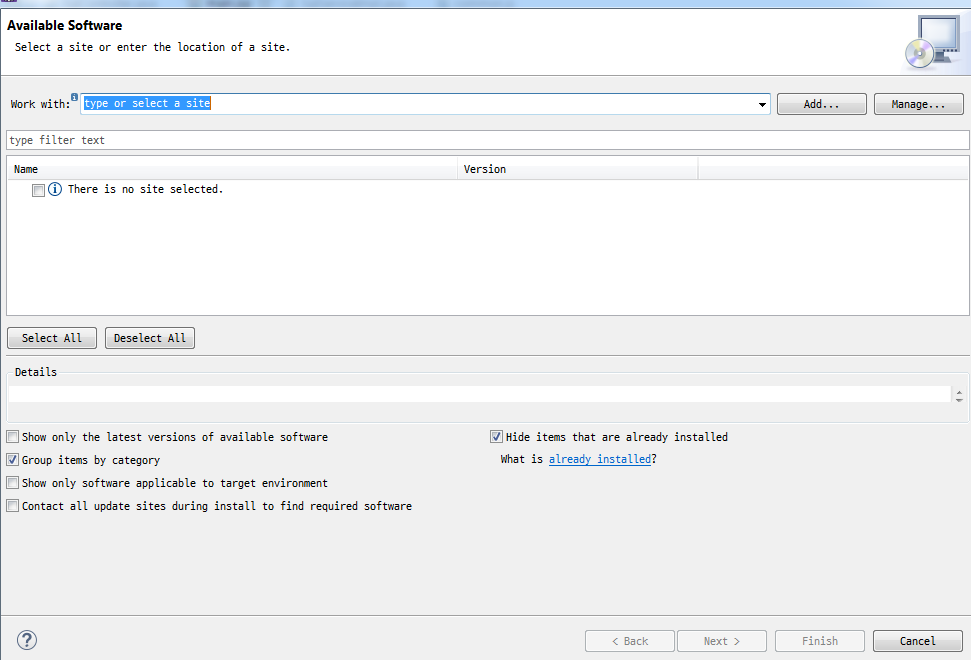 Available Software
Select a site or enter the location of a site.
Work with: type or select a site Add... Manage...
type filter text
Name Version
There is no site selected.
Select All Deselect All
Details
Show only the latest versions of available software Hide items that are already installed
Group items by category What is already installed?
Show only software applicable to target environment
Contact all update sites during install to find required software
? < Back Next > Finish Cancel